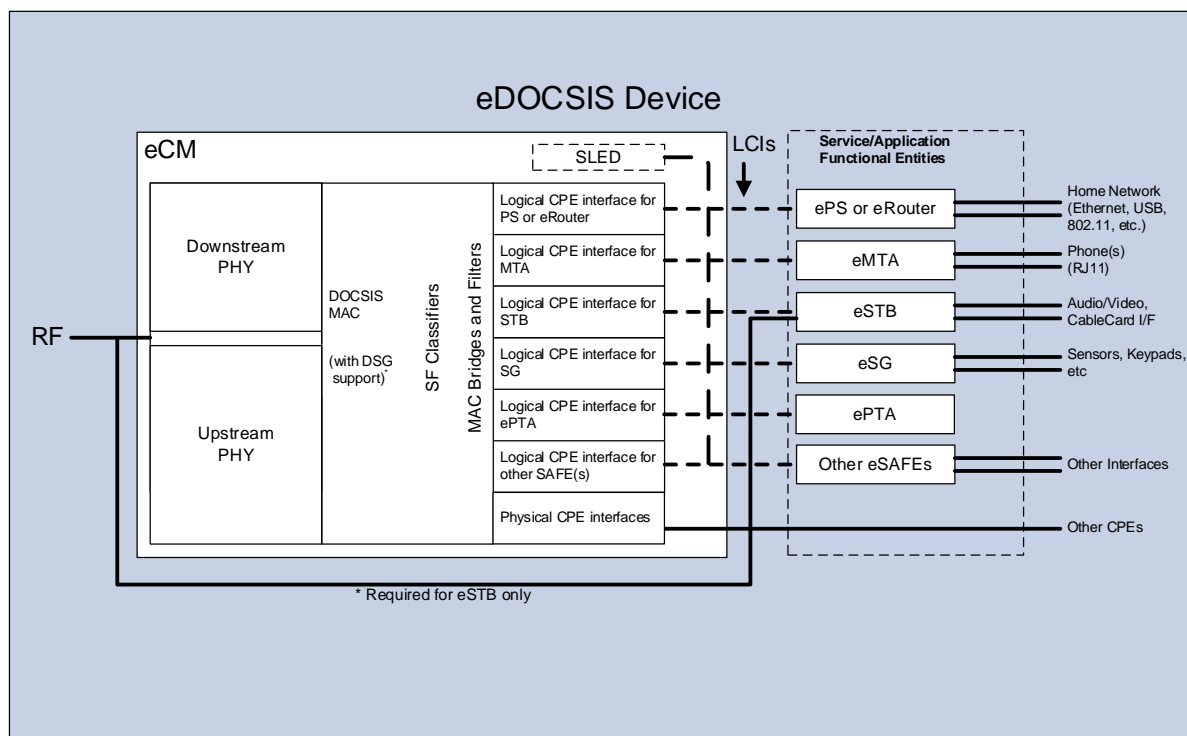 eDOCSIS Device
eCM
SLED
LCIs
Service/Application
Functional Entities
Downstream
PHY
Upstream
PHY
RF
DOCSIS
MAC
(with DSG
support)*
SF Classifiers
MAC Bridges and Filters
Logical CPE interface for
PS or eRouter
Logical CPE interface for
MTA
Logical CPE interface for
STB
Logical CPE interface for
SG
Logical CPE interface for
ePTA
Logical CPE interface for
other SAFE(s)
Physical CPE interfaces
ePS or eRouter
eMTA
eSTB
eSG
ePTA
Other eSAFEs
Home Network
(Ethernet, USB,
802.11, etc.)
Phone(s)
(RJ11)
Audio/Video,
CableCard I/F
Sensors, Keypads,
etc
Other Interfaces
Other CPEs
* Required for eSTB only